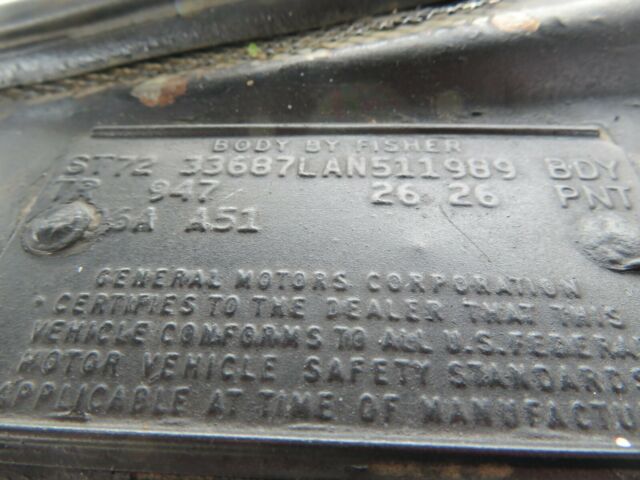 BODY BY FISHER
ST72 33687LAN511989 BDY
TR 947 26 26 PNT
A51
GENERAL MOTORS CORPORATION
CERTIFIES TO THE DEALER THAT THIS
VEHICLE CONFORMS TO ALL U.S. FEDERA
MOTOR VEHICLE SAFETY STANDARDS
APPLICABLE AT TIME OF MANUFACTU